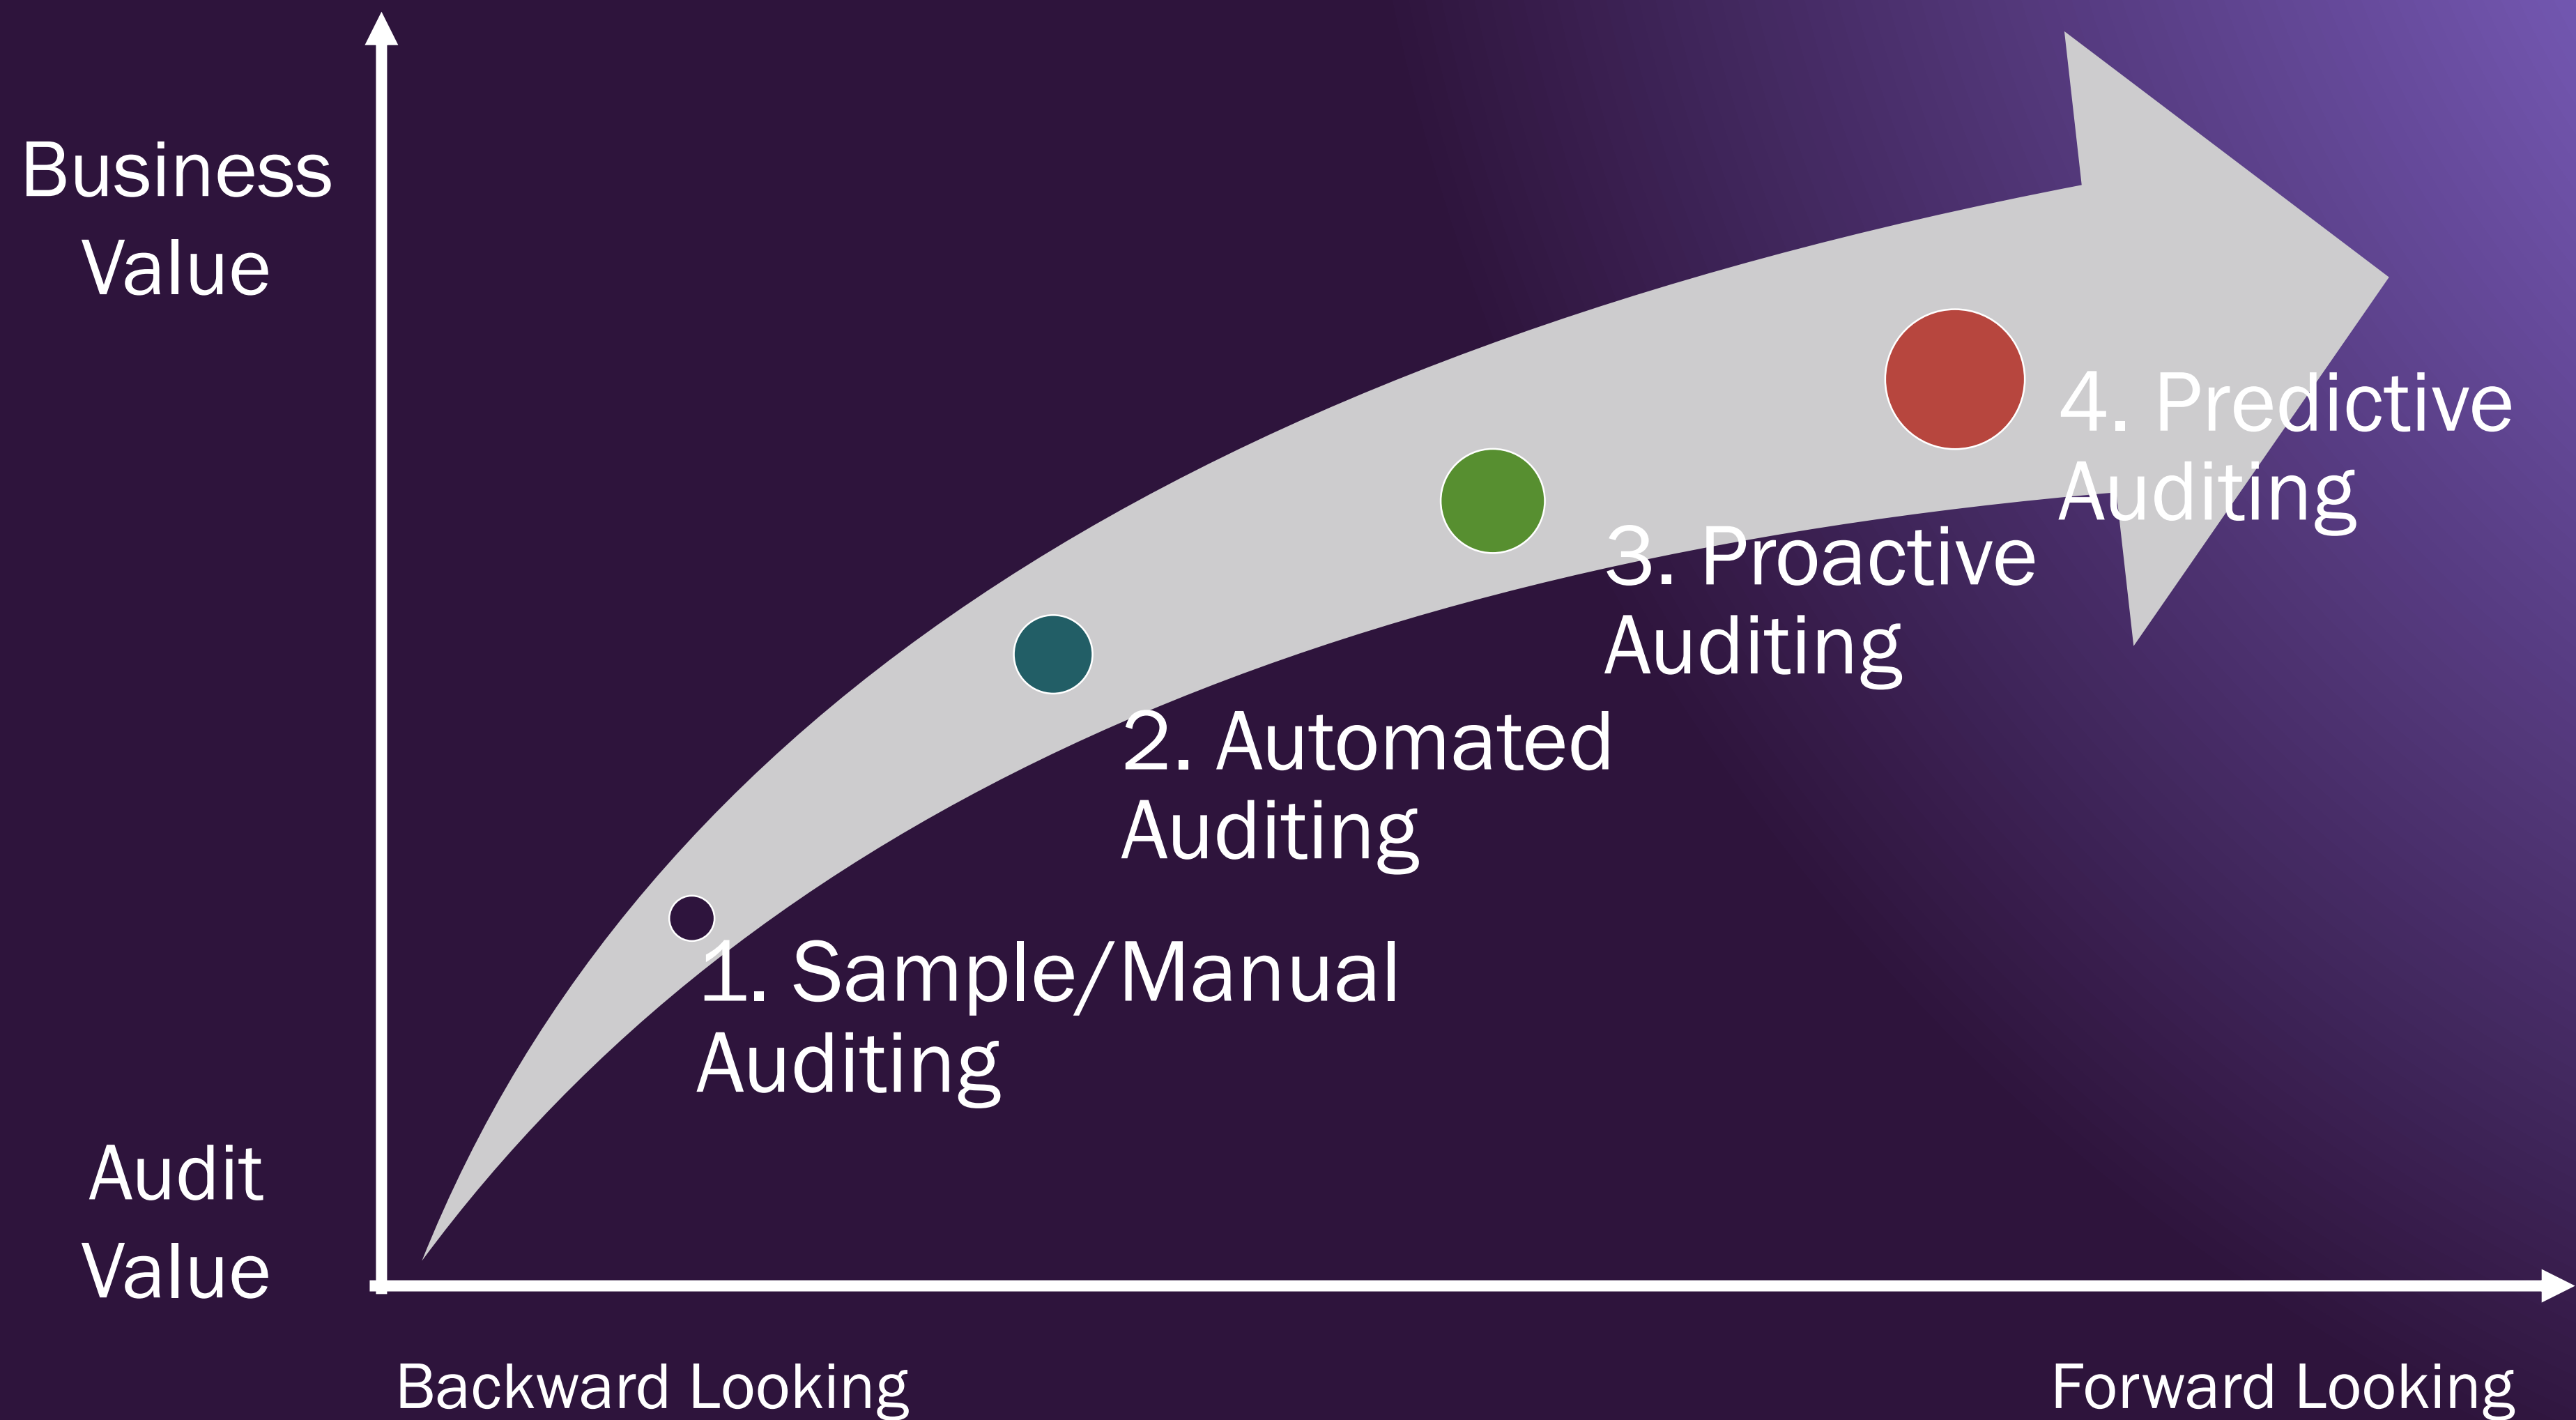 Business
Value
4. Predictive
Auditing
3. Proactive
Auditing
2. Automated
Auditing
1. Sample/Manual
Auditing
Audit
Value
Backward Looking
Forward Looking